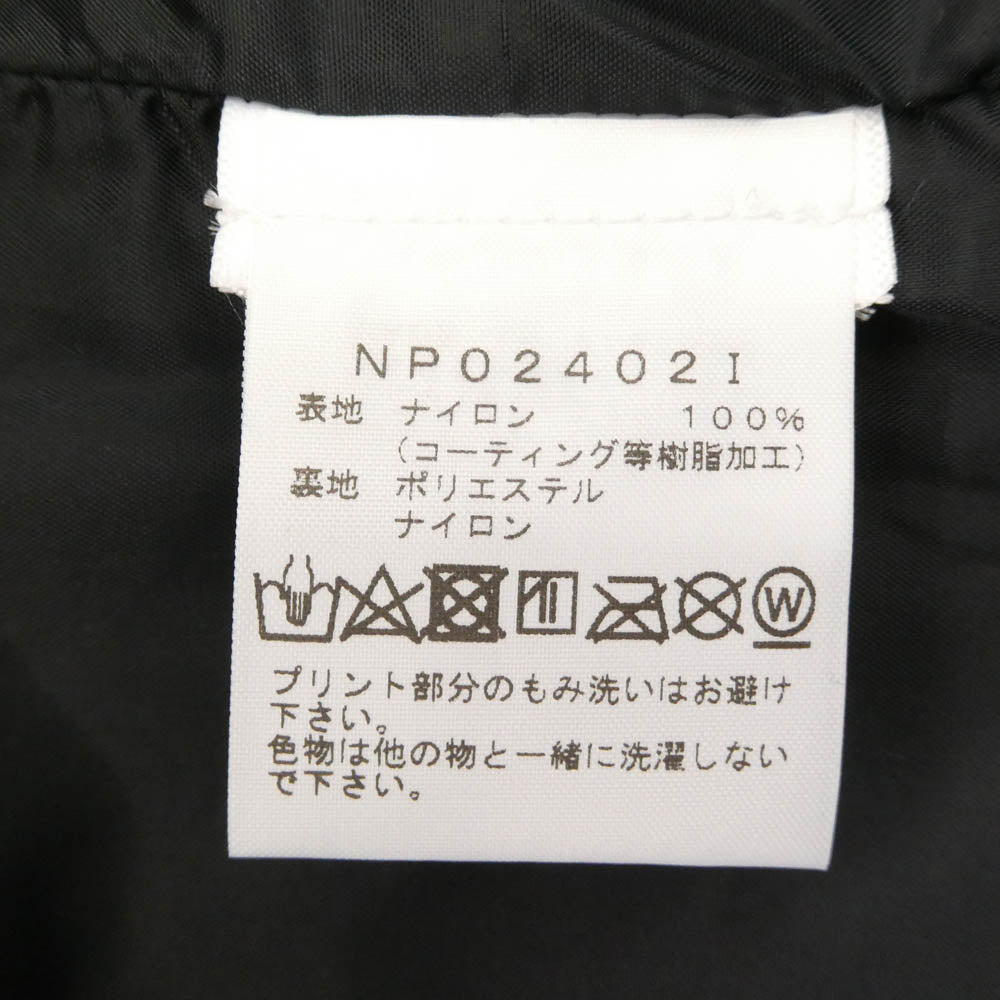 NP02402I
表地 ナイロン 100%
(コーティング等樹脂加工)
裏地 ポリエステル
ナイロン
W
プリント部分のもみ洗いはお避け
下さい。
色物は他の物と一緒に洗濯しない
で下さい。